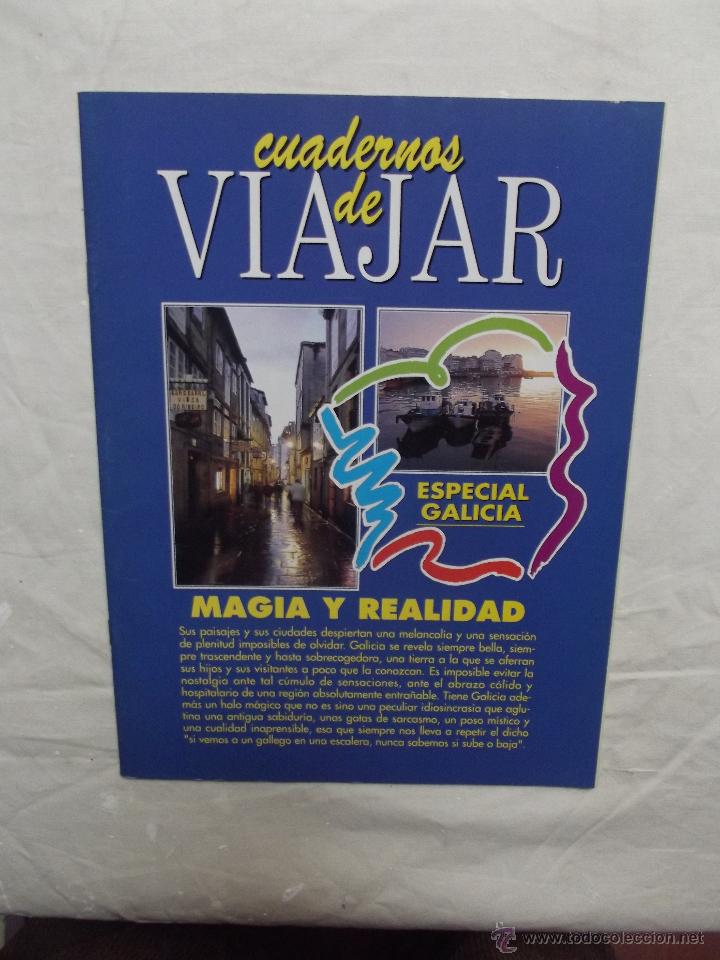 cuadernos
de
VIAJAR
VINOS
DO RIBEIRO
ESPECIAL
GALICIA
MAGIA Y REALIDAD
Sus paisajes y sus ciudades despiertan una melancolia y una sensación
de plenitud imposibles de olvidar. Galicia se revela siempre bella, siem-
pre trascendente y hasta sobrecogedora, una tierra a la que se aferran
sus hijos y sus visitantes a poco que la conozcan. Es imposible evitar la
nostalgia ante tal cúmulo de sensaciones, ante el abrazo cálido y
hospitalario de una región absolutamente entrañable. Tiene Galicia ade-
más un halo mágico que no es sino una peculiar idiosincrasia que aglu-
tina una antigua sabiduría, unas gotas de sarcasmo, un poso místico y
una cualidad inaprensible, esa que siempre nos lleva a repetir el dicho
"si vemos a un gallego en una escalera, nunca sabemos si sube o baja".
© www.todocoleccion.net